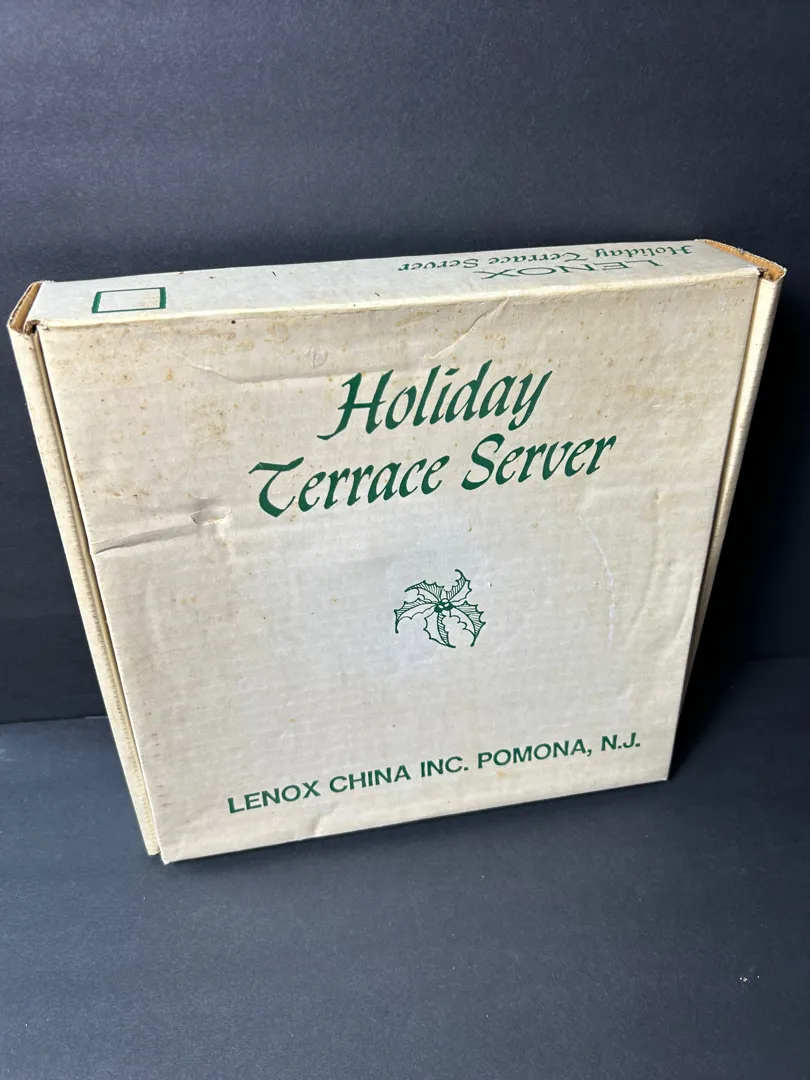 LENOX
Holiday Terrace Server
Holiday
Terrace Server
LENOX CHINA INC. POMONA, N.J.